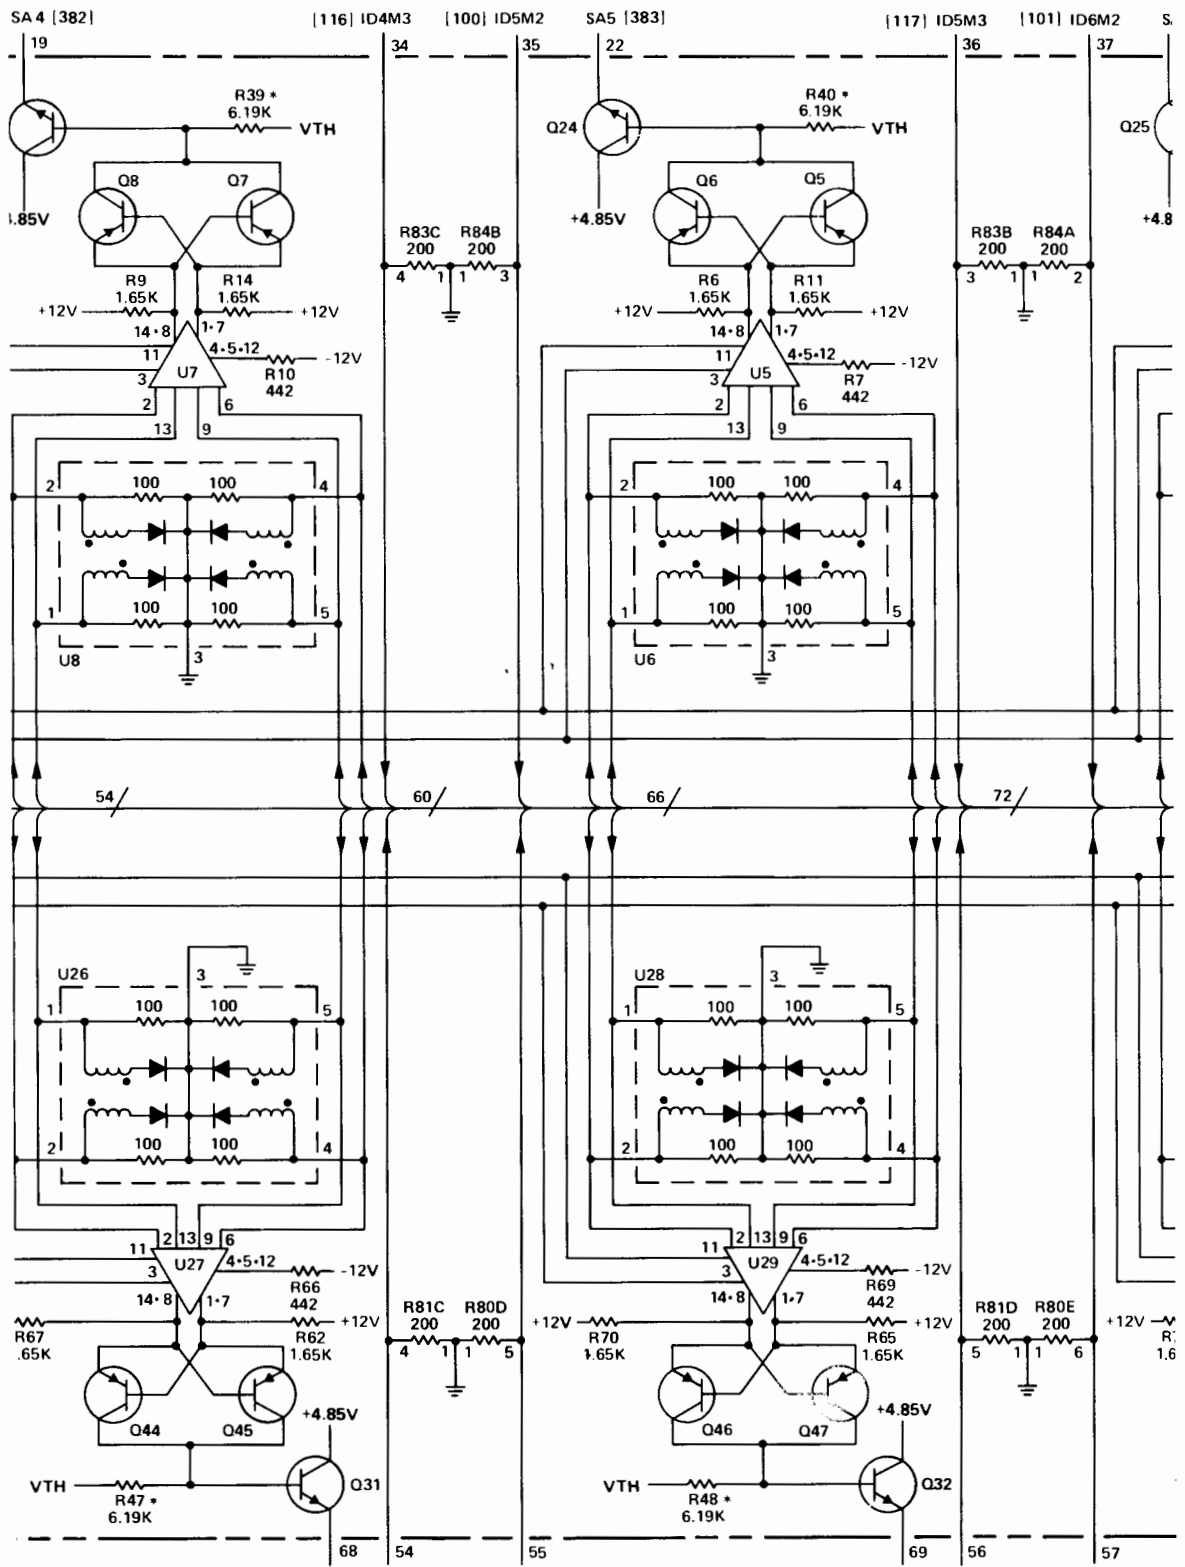 SA4 [382] [116] ID4M3 [100] ID5M2 SA5 [383] [117] ID5M3 [101] ID6M2
19 34 35 22 36 37
R39 * R40 *
6.19K 6.19K
VTH Q24 VTH Q25
Q8 Q7 Q6 Q5
4.85V +4.85V +4.8
R83C R84B R83B R84A
200 200 200 200
4 1 1 3 3 1 1 2
R9 R14 R6 R11
1.65K 1.65K 1.65K 1.65K
+12V +12V +12V +12V
14•8 1•7 14•8 1•7
11 4•5•12 -12V 11 4•5•12 -12V
U7 U5
3 R10 3 R7
442 442
2 6 2 6
13 9 13 9
100 100 100 100
2 4 2 4
100 100 100 100
1 5 1 5
U8 3 U6 3
54 60 66 72
U26 3 U28 3
100 100 100 100
1 5 1 5
100 100 100 100
2 4 2 4
2 13 9 6 2 13 9 6
11 4•5•12 11 4•5•12
U27 -12V U29 -12V
3 R66 3 R69
442 442
14•8 1•7 14•8 1•7
R81C R80D R81D R80E
200 200 200 200
+12V +12V +12V +12V
R67 R62 R70 R65
.65K 1.65K 1.65K 1.65K 1.6
4 1 1 5 5 1 1 6
+4.85V +4.85V
Q44 Q45 Q46 Q47
VTH Q31 VTH Q32
R47 * R48 *
6.19K 6.19K
68 54 55 69 56 57